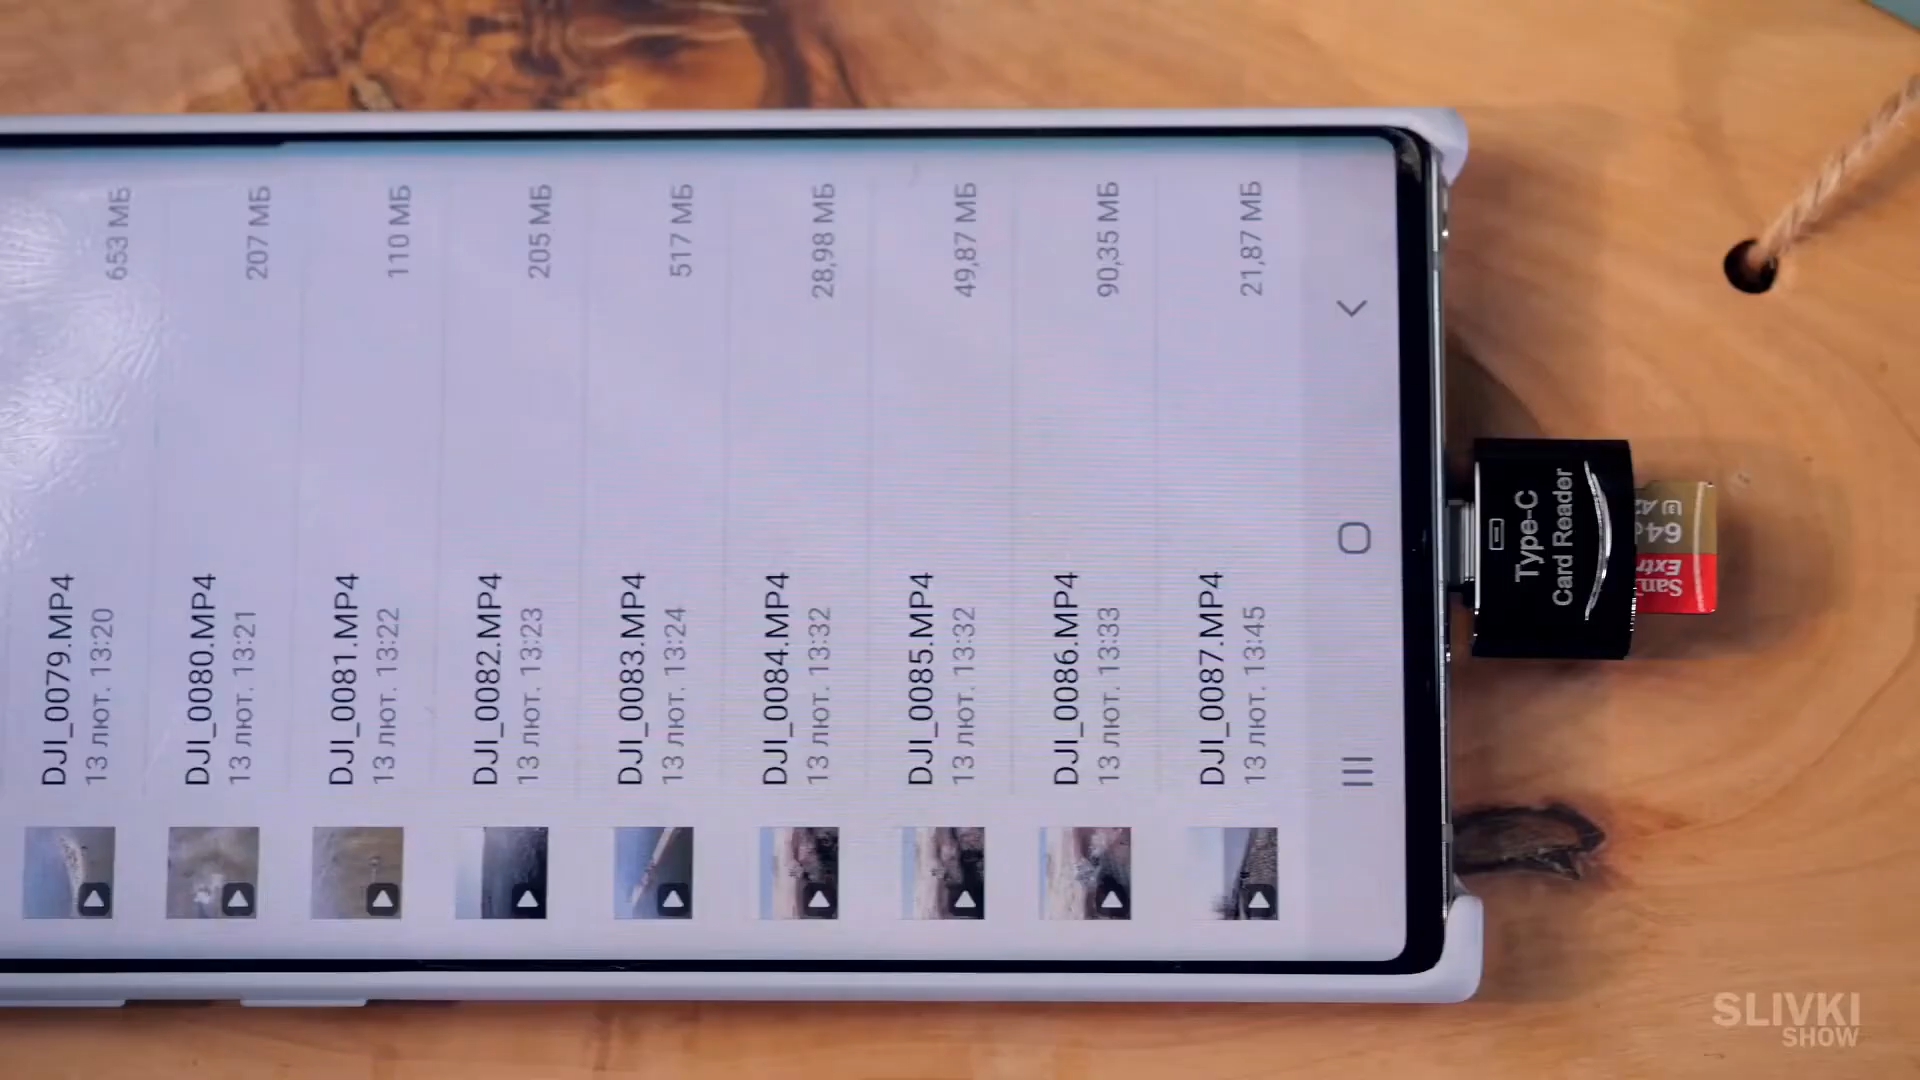 DJI_0079.MP4
13 лют. 13:20
653 МБ
DJI_0080.MP4
13 лют. 13:21
207 МБ
DJI_0081.MP4
13 лют. 13:22
110 МБ
DJI_0082.MP4
13 лют. 13:23
205 МБ
DJI_0083.MP4
13 лют. 13:24
517 МБ
DJI_0084.MP4
13 лют. 13:32
28,98 МБ
DJI_0085.MP4
13 лют. 13:32
49,87 МБ
DJI_0086.MP4
13 лют. 13:33
90,35 МБ
DJI_0087.MP4
13 лют. 13:45
21,87 МБ
Type-C
Card Reader
San
Extr
64
A2
SLIVKI
SHOW